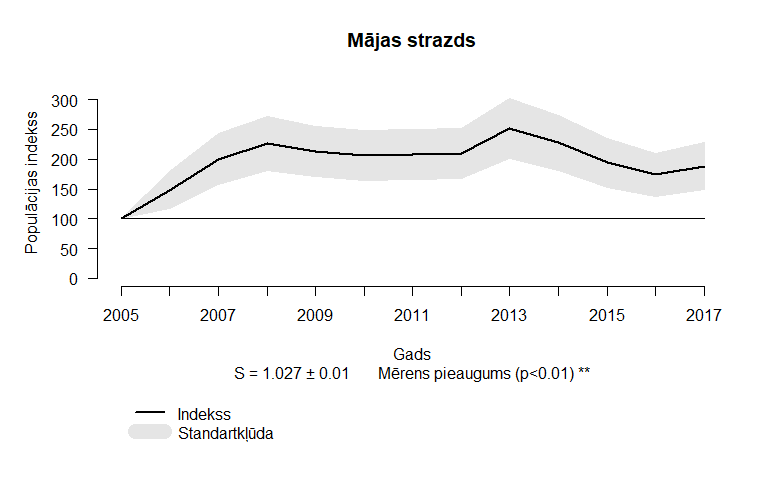 Mājas strazds
Populācijas indekss
300
250
200
150
100
50
0
2005 2007 2009 2011 2013 2015 2017
Gads
S = 1.027 ± 0.01 Mērens pieaugums (p<0.01) **
Indekss
Standartkļūda